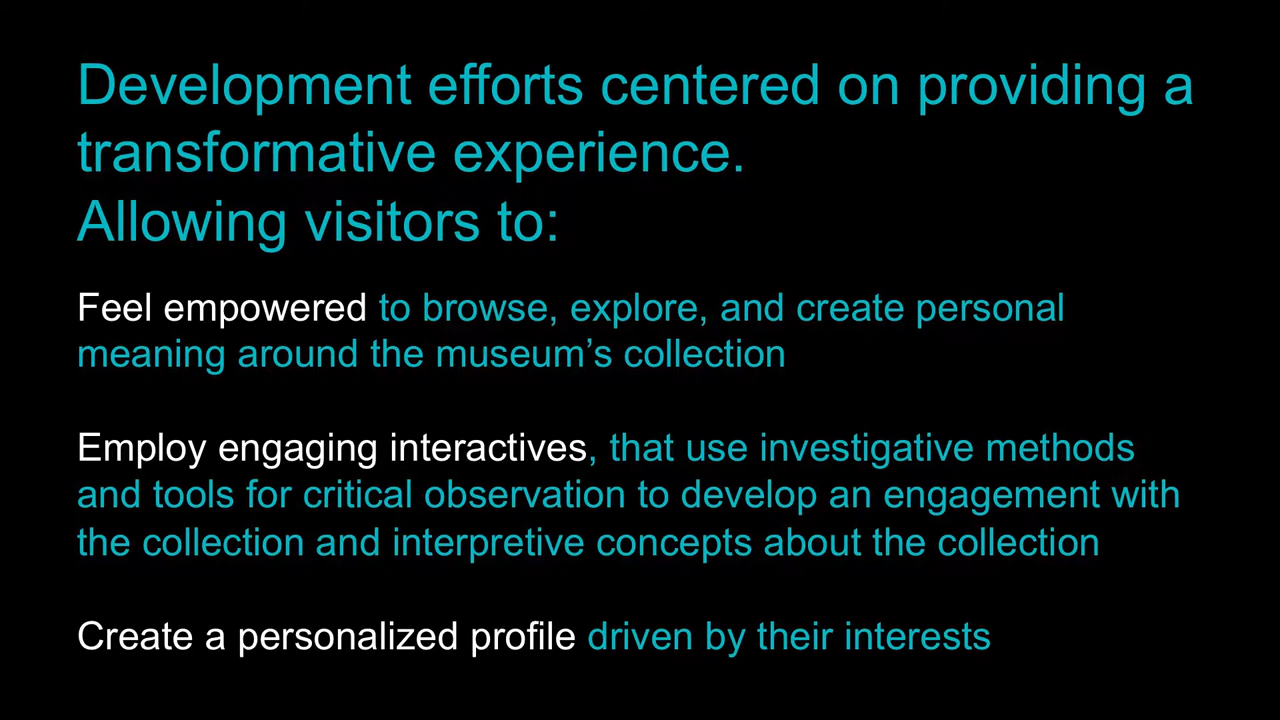 Development efforts centered on providing a
transformative experience.
Allowing visitors to:
Feel empowered to browse, explore, and create personal
meaning around the museum’s collection
Employ engaging interactives, that use investigative methods
and tools for critical observation to develop an engagement with
the collection and interpretive concepts about the collection
Create a personalized profile driven by their interests